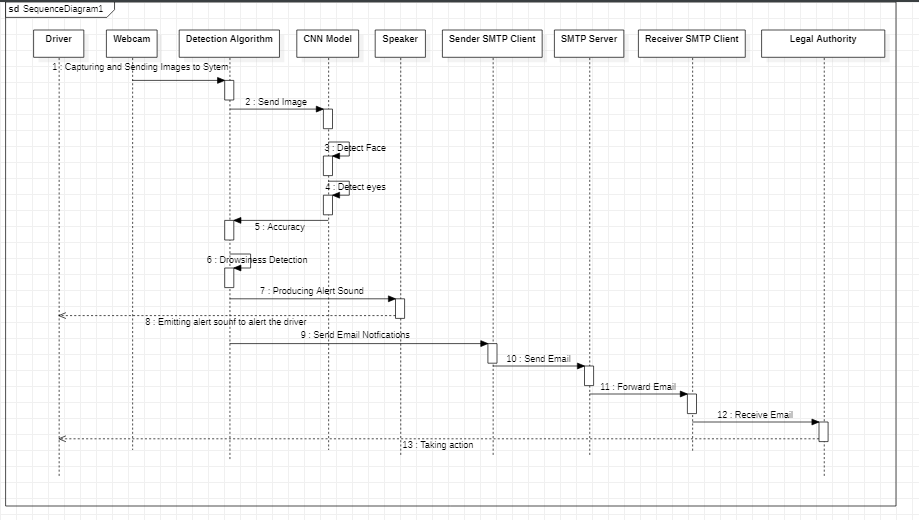 sd SequenceDiagram1
Driver
Webcam
Detection Algorithm
CNN Model
Speaker
Sender SMTP Client
SMTP Server
Receiver SMTP Client
Legal Authority
1 : Capturing and Sending Images to Sytem
2 : Send Image
3 : Detect Face
4 : Detect eyes
5 : Accuracy
6 : Drowsiness Detection
7 : Producing Alert Sound
8 : Emitting alert sounf to alert the driver
9 : Send Email Notfications
10 : Send Email
11 : Forward Email
12 : Receive Email
13 : Taking action